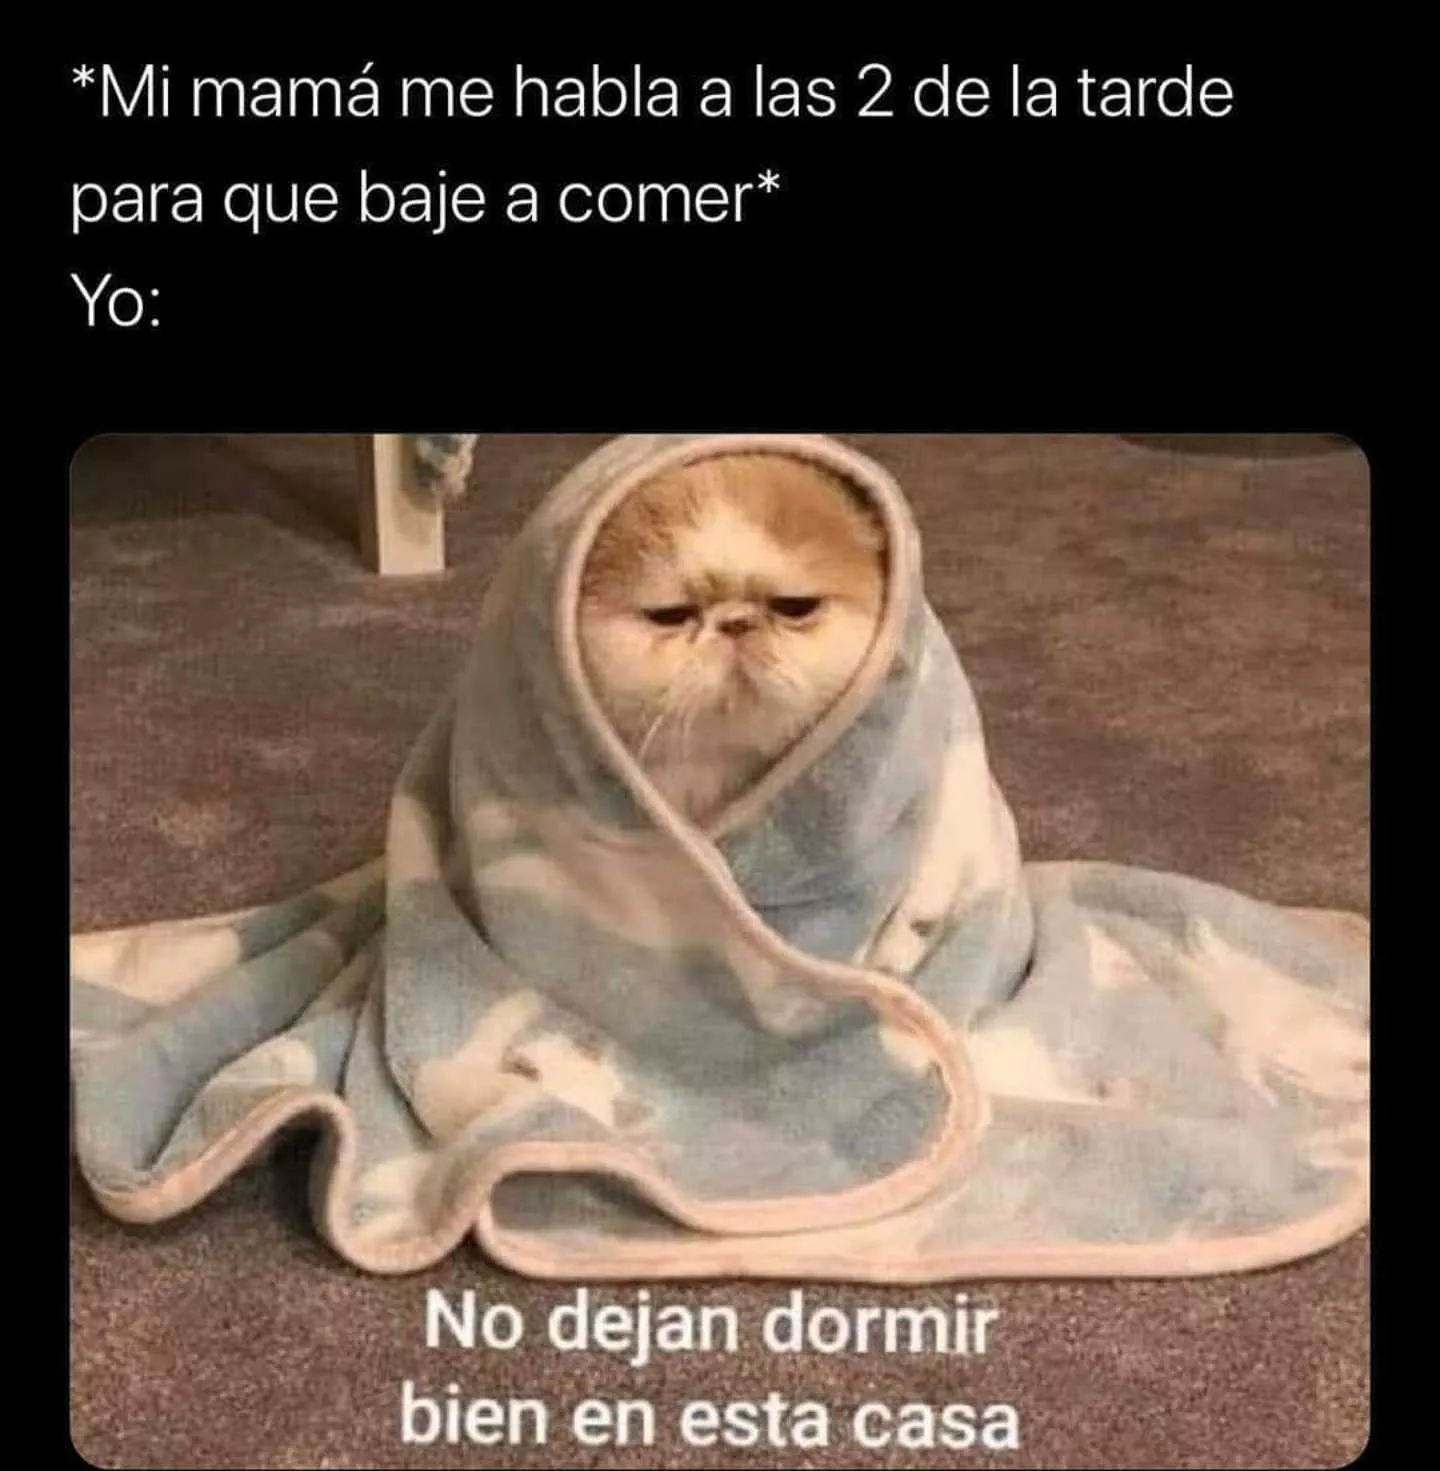 *Mi mamá me habla a las 2 de la tarde
para que baje a comer*
Yo:
No dejan dormir
bien en esta casa